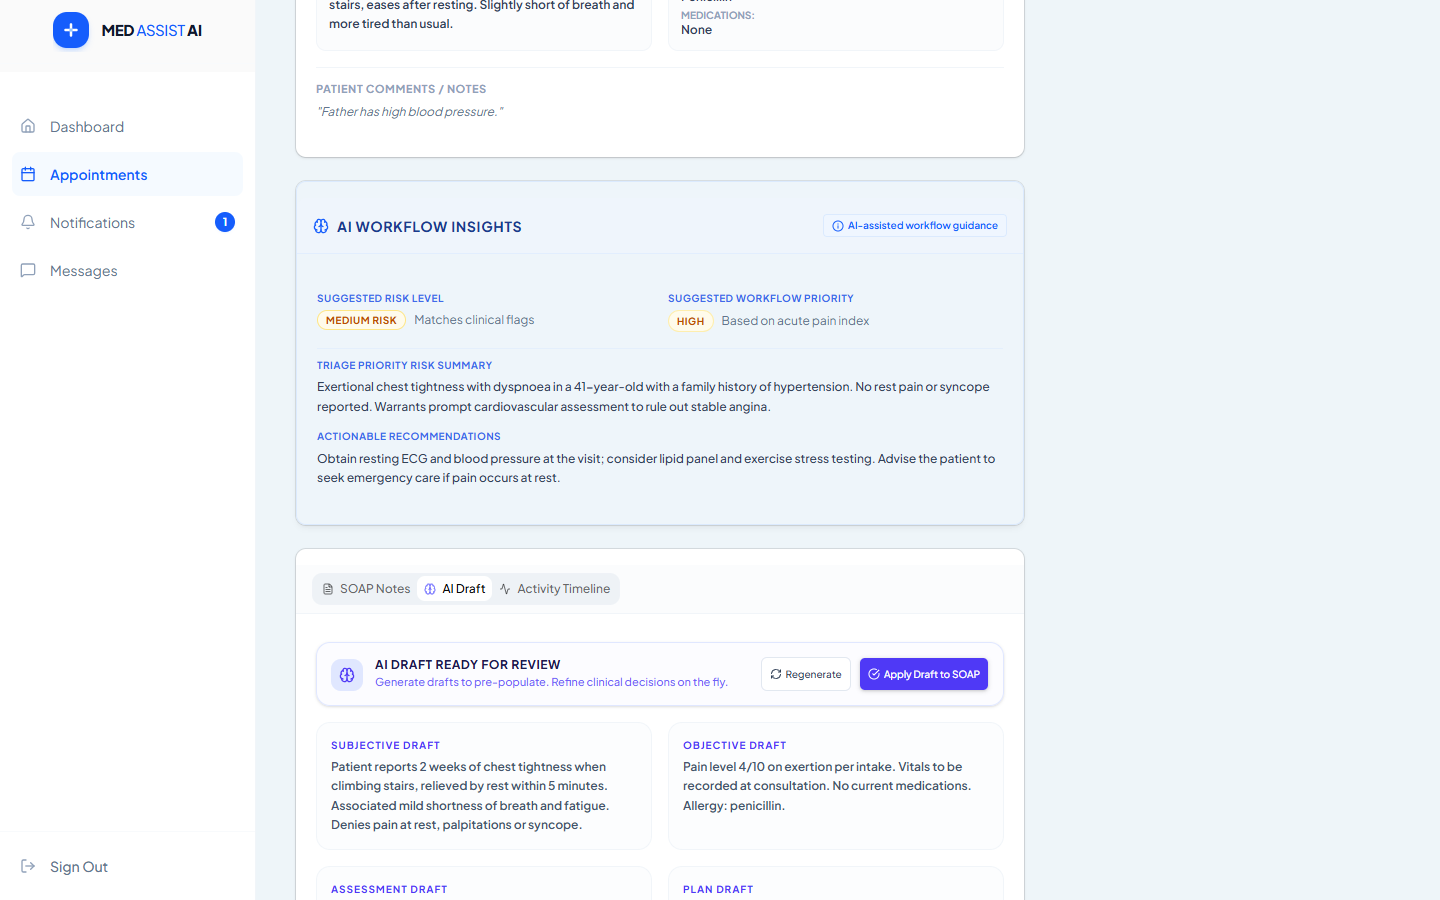 MED ASSIST AI
Dashboard
Appointments
Notifications
1
Messages
Sign Out
stairs, eases after resting. Slightly short of breath and
more tired than usual.
MEDICATIONS:
None
PATIENT COMMENTS / NOTES
"Father has high blood pressure."
AI WORKFLOW INSIGHTS
AI-assisted workflow guidance
SUGGESTED RISK LEVEL
MEDIUM RISK Matches clinical flags
SUGGESTED WORKFLOW PRIORITY
HIGH Based on acute pain index
TRIAGE PRIORITY RISK SUMMARY
Exertional chest tightness with dyspnoea in a 41-year-old with a family history of hypertension. No rest pain or syncope
reported. Warrants prompt cardiovascular assessment to rule out stable angina.
ACTIONABLE RECOMMENDATIONS
Obtain resting ECG and blood pressure at the visit; consider lipid panel and exercise stress testing. Advise the patient to
seek emergency care if pain occurs at rest.
SOAP Notes AI Draft Activity Timeline
AI DRAFT READY FOR REVIEW
Generate drafts to pre-populate. Refine clinical decisions on the fly.
Regenerate
Apply Draft to SOAP
SUBJECTIVE DRAFT
Patient reports 2 weeks of chest tightness when
climbing stairs, relieved by rest within 5 minutes.
Associated mild shortness of breath and fatigue.
Denies pain at rest, palpitations or syncope.
OBJECTIVE DRAFT
Pain level 4/10 on exertion per intake. Vitals to be
recorded at consultation. No current medications.
Allergy: penicillin.
ASSESSMENT DRAFT
PLAN DRAFT